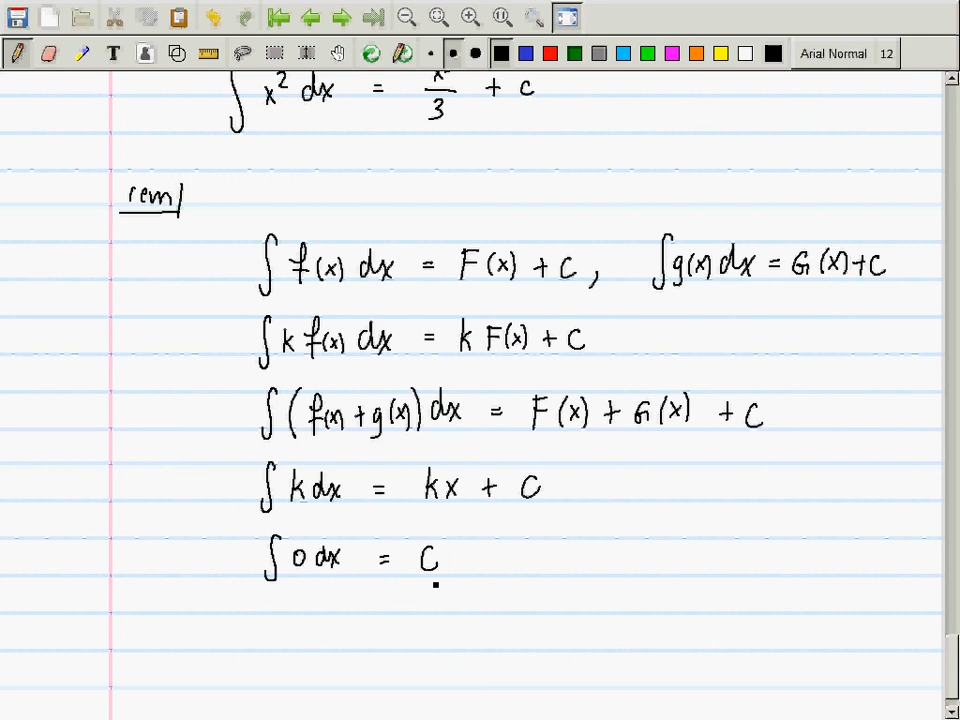 Arial Normal 12
∫ x² dx = x³/3 + c
rem/
∫ f(x) dx = F(x) + C, ∫g(x)dx = G(x)+C
∫ k f(x) dx = k F(x) + C
∫ (f(x) + g(x)) dx = F(x) + G(x) + C
∫ k dx = kx + C
∫ 0 dx = C